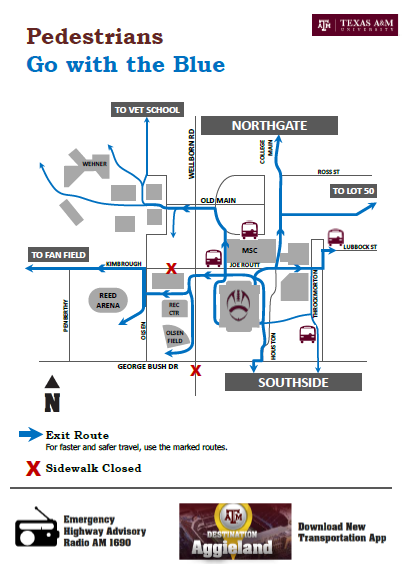 Pedestrians
Go with the Blue
ATM
TEXAS A&M
UNIVERSITY
TO VET SCHOOL
NORTHGATE
WELLBORN RD
COLLEGE
MAIN
WEHNER
ROSS ST
TO LOT 50
OLD MAIN
MSC
LUBBOCK ST
TO FAN FIELD
KIMBROUGH
X
JOE ROUTT
REED
ARENA
REC
CTR
OLSEN
FIELD
PENBERTHY
OLSEN
THROCKMORTON
HOUSTON
GEORGE BUSH DR
X
SOUTHSIDE
N
Exit Route
For faster and safer travel, use the marked routes.
X Sidewalk Closed
Emergency
Highway Advisory
Radio AM 1690
ATM
DESTINATION
Aggieland
Download New
Transportation App